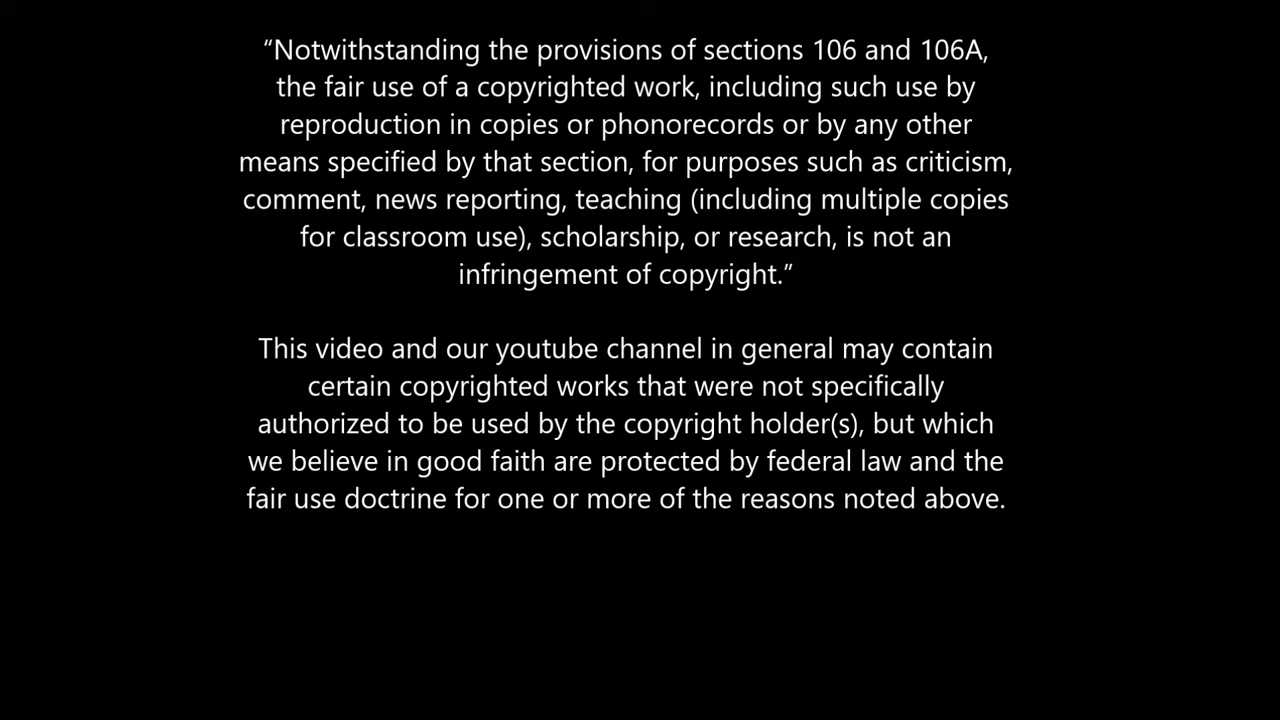 “Notwithstanding the provisions of sections 106 and 106A,
the fair use of a copyrighted work, including such use by
reproduction in copies or phonorecords or by any other
means specified by that section, for purposes such as criticism,
comment, news reporting, teaching (including multiple copies
for classroom use), scholarship, or research, is not an
infringement of copyright.”
This video and our youtube channel in general may contain
certain copyrighted works that were not specifically
authorized to be used by the copyright holder(s), but which
we believe in good faith are protected by federal law and the
fair use doctrine for one or more of the reasons noted above.